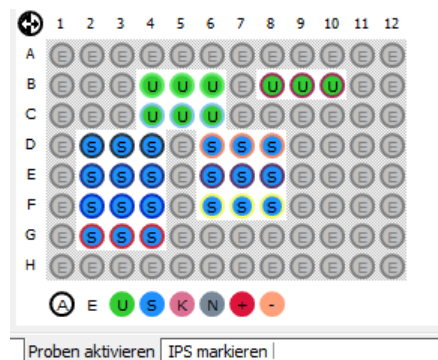 1 2 3 4 5 6 7 8 9 10 11 12
A E E E E E E E E E E E E
B E E E U U U E U U U E E
C E E E U U U E E E E E E
D E S S S E S S S E E E E
E E S S S E S S S E E E E
F E S S S E S S S E E E E
G E S S S E E E E E E E E
H E E E E E E E E E E E E
A E U S K N + -
Proben aktivieren IPS markieren